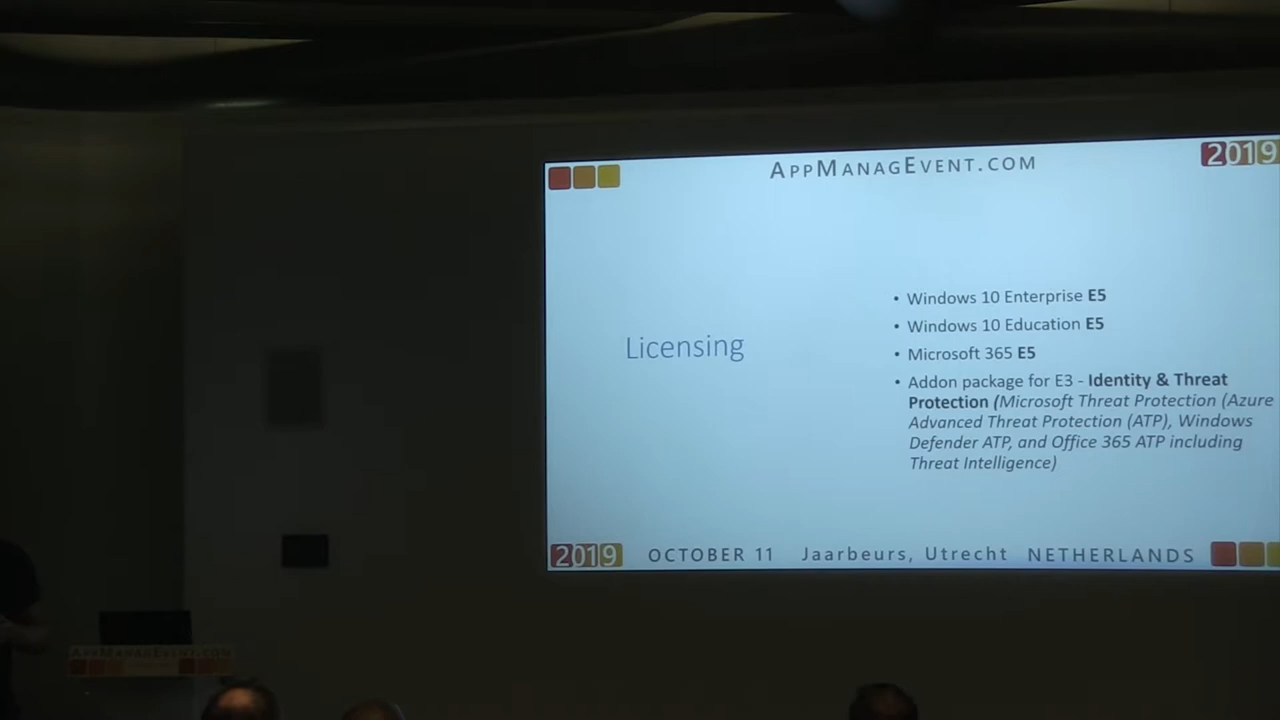 APPMANAGEVENT.COM
2019
Licensing
• Windows 10 Enterprise E5
• Windows 10 Education E5
• Microsoft 365 E5
• Addon package for E3 - Identity & Threat
Protection (Microsoft Threat Protection (Azure
Advanced Threat Protection (ATP), Windows
Defender ATP, and Office 365 ATP including
Threat Intelligence)
2019 OCTOBER 11 Jaarbeurs, Utrecht NETHERLANDS
APPMANAGEVENT.COM